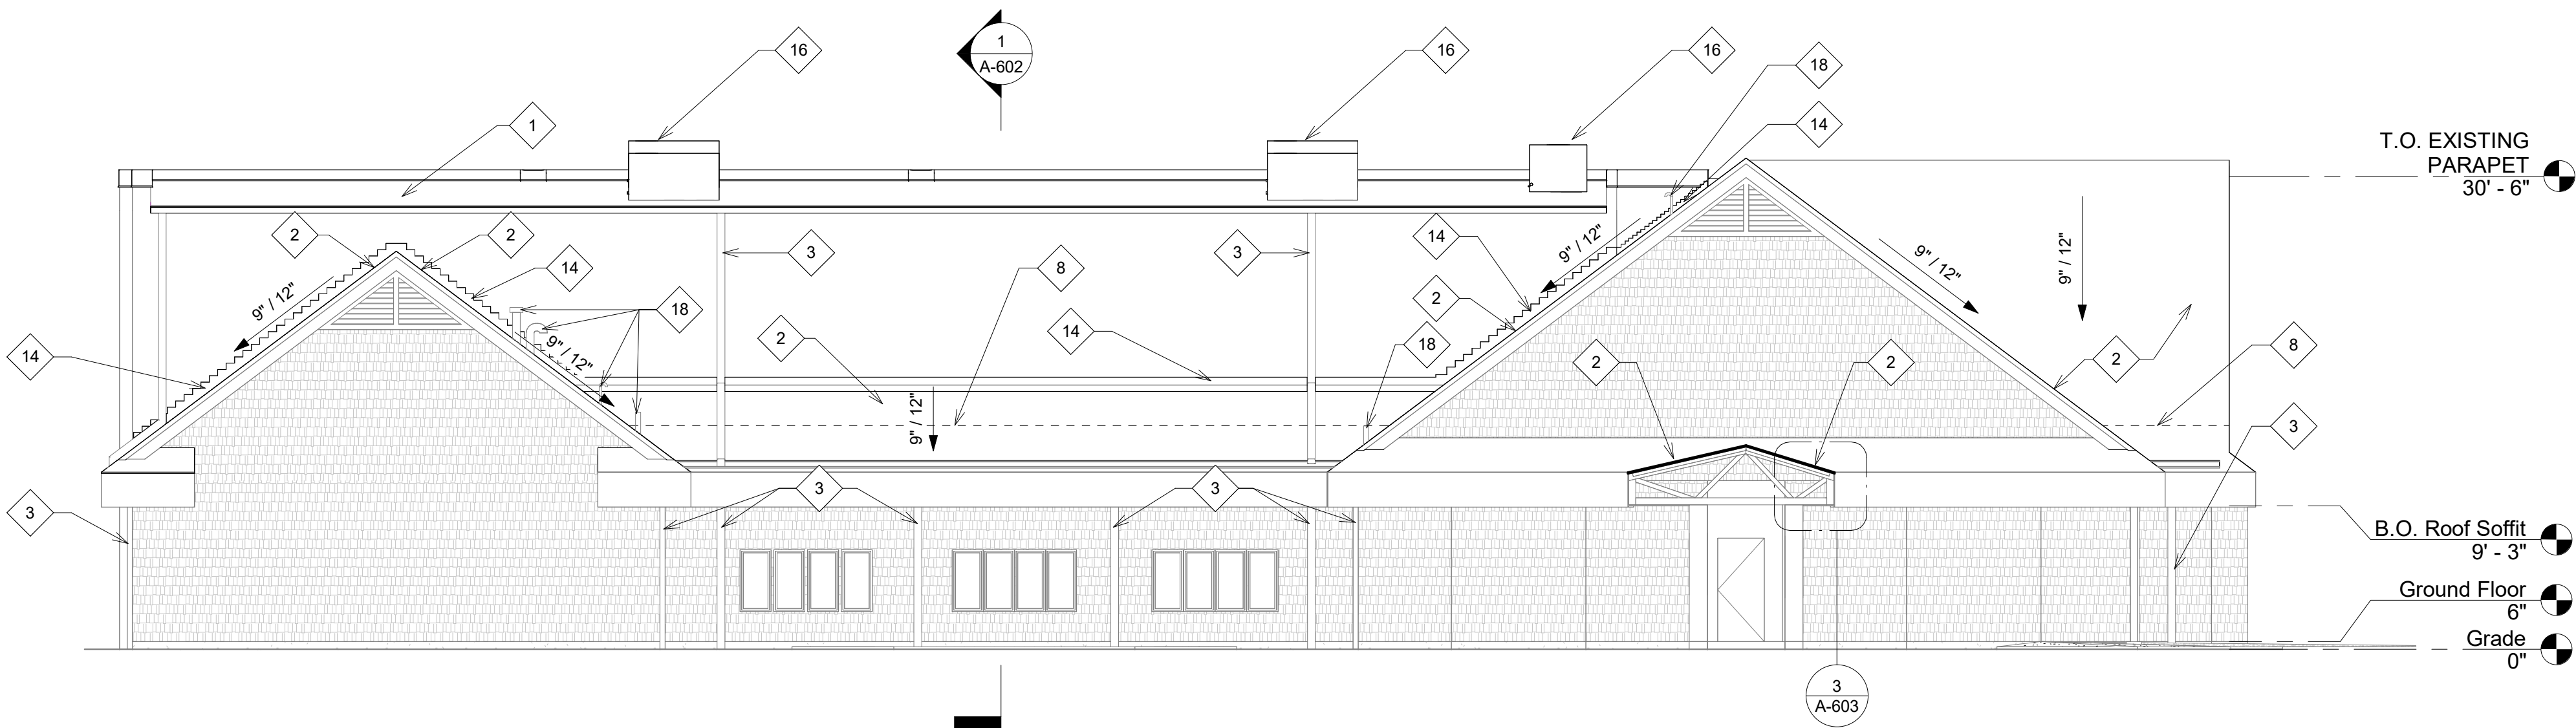 16
1
A-602
16
16
18
1
14
T.O. EXISTING
PARAPET
30' - 6"
2
2
3
3
14
14
8
9" / 12"
9" / 12"
9" / 12"
9" / 12"
2
18
14
9" / 12"
2
14
18
2
2
2
8
9" / 12"
3
3
3
3
B.O. Roof Soffit
9' - 3"
Ground Floor
6"
Grade
0"
3
A-603